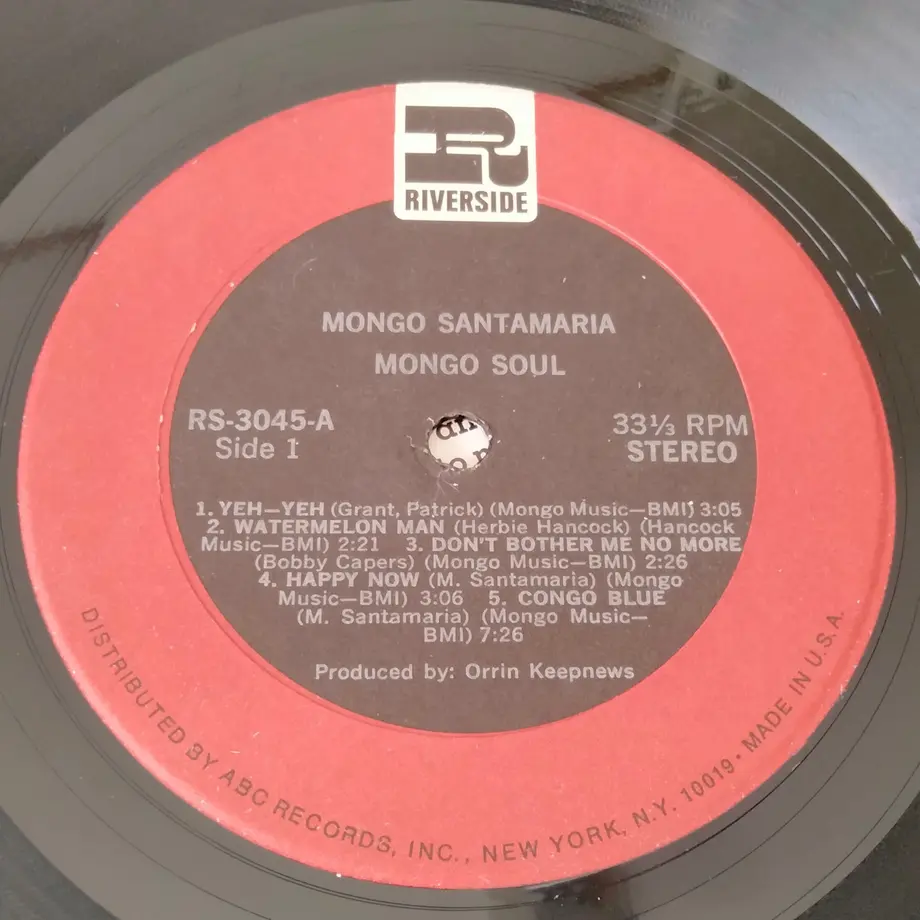 R
RIVERSIDE
MONGO SANTAMARIA
MONGO SOUL
RS-3045-A
Side 1
33⅓ RPM
STEREO
1. YEH—YEH (Grant, Patrick) (Mongo Music—BMI) 3:05
2. WATERMELON MAN (Herbie Hancock) (Hancock
Music—BMI) 2:21 3. DON'T BOTHER ME NO MORE
(Bobby Capers) (Mongo Music—BMI) 2:26
4. HAPPY NOW (M. Santamaria) (Mongo
Music—BMI) 3:06 5. CONGO BLUE
(M. Santamaria) (Mongo Music—
BMI) 7:26
Produced by: Orrin Keepnews
DISTRIBUTED BY ABC RECORDS, INC., NEW YORK, N.Y. 10019 • MADE IN U.S.A.